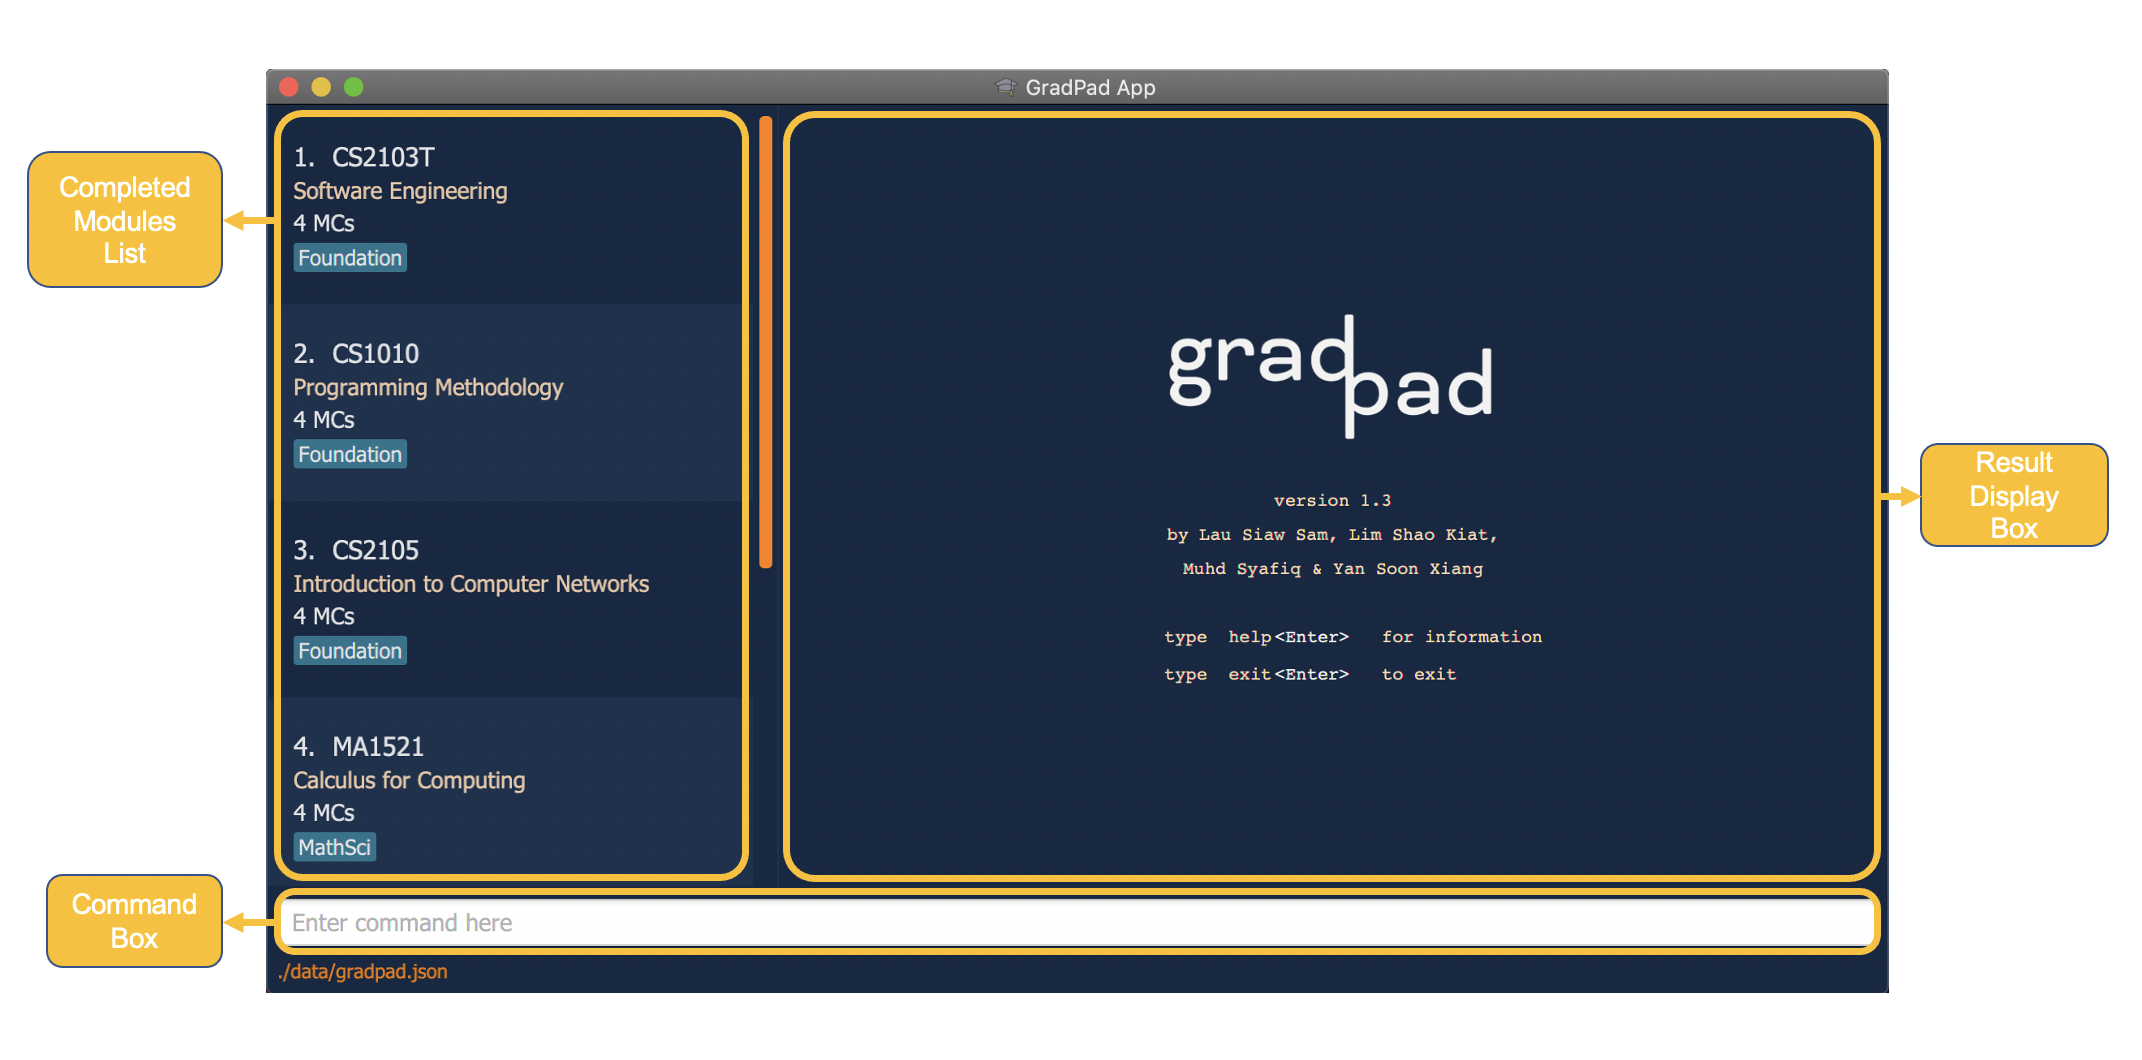 GradPad App
Completed
Modules
List
1. CS2103T
Software Engineering
4 MCs
Foundation
2. CS1010
Programming Methodology
4 MCs
Foundation
3. CS2105
Introduction to Computer Networks
4 MCs
Foundation
4. MA1521
Calculus for Computing
4 MCs
MathSci
gradpad
version 1.3
by Lau Siaw Sam, Lim Shao Kiat,
Muhd Syafiq & Yan Soon Xiang
type help<Enter> for information
type exit<Enter> to exit
Result
Display
Box
Command
Box
Enter command here
./data/gradpad.json